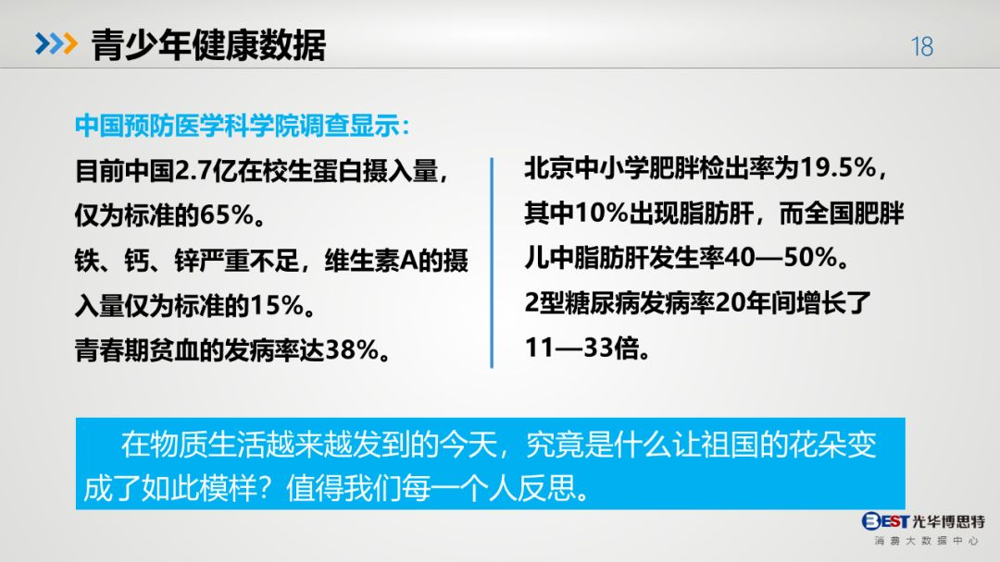 青少年健康数据
18
中国预防医学科学院调查显示：
目前中国2.7亿在校生蛋白摄入量，
仅为标准的65%。
铁、钙、锌严重不足，维生素A的摄
入量仅为标准的15%。
青春期贫血的发病率达38%。
北京中小学肥胖检出率为19.5%，
其中10%出现脂肪肝，而全国肥胖
儿中脂肪肝发生率40—50%。
2型糖尿病发病率20年间增长了
11—33倍。
在物质生活越来越发到的今天，究竟是什么让祖国的花朵变
成了如此模样？值得我们每一个人反思。
BEST光华博思特
消费大数据中心